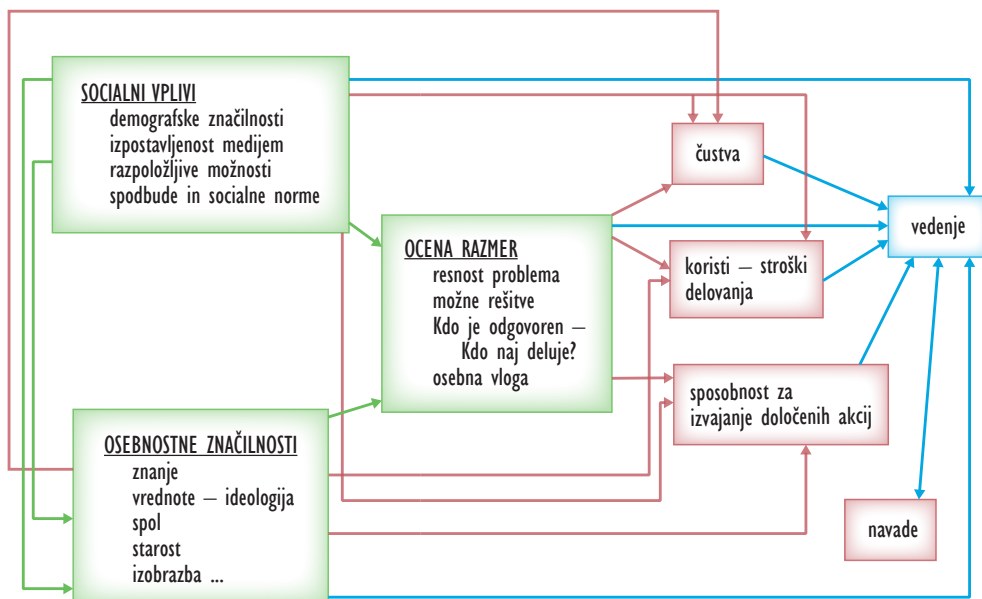 SOCIALNI VPLIVI
demografske značilnosti
izpostavljenost medijem
razpoložljive možnosti
spodbude in socialne norme
čustva
vedenje
OCENA RAZMER
resnost problema
možne rešitve
Kdo je odgovoren –
Kdo naj deluje?
osebna vloga
koristi – stroški
delovanja
sposobnost za
izvajanje določenih akcij
OSEBNOSTNE ZNAČILNOSTI
znanje
vrednote – ideologija
spol
starost
izobrazba ...
navade